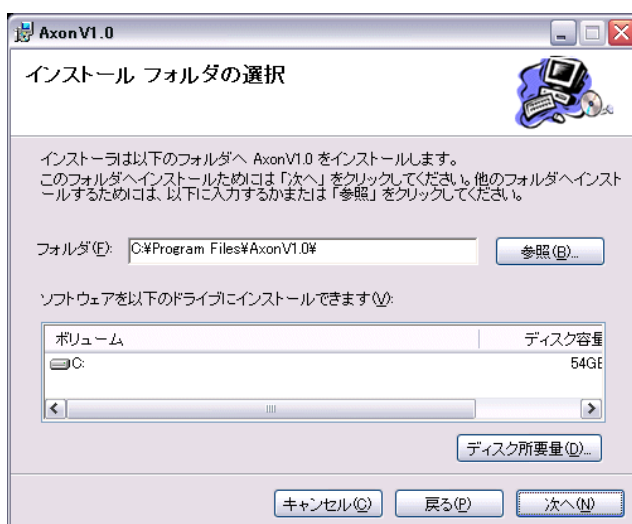 AxonV1.0
インストール フォルダの選択
インストーラは以下のフォルダへ AxonV1.0 をインストールします。
このフォルダへインストールためには「次へ」をクリックしてください。他のフォルダへインスト
ールするためには、以下に入力するかまたは「参照」をクリックしてください。
フォルダ(F):
C:¥Program Files¥AxonV1.0¥
参照(B)...
ソフトウェアを以下のドライブにインストールできます(V):
ボリューム ディスク容量
C: 54GB
ディスク所要量(D)...
キャンセル(C) 戻る(P) 次へ(N)